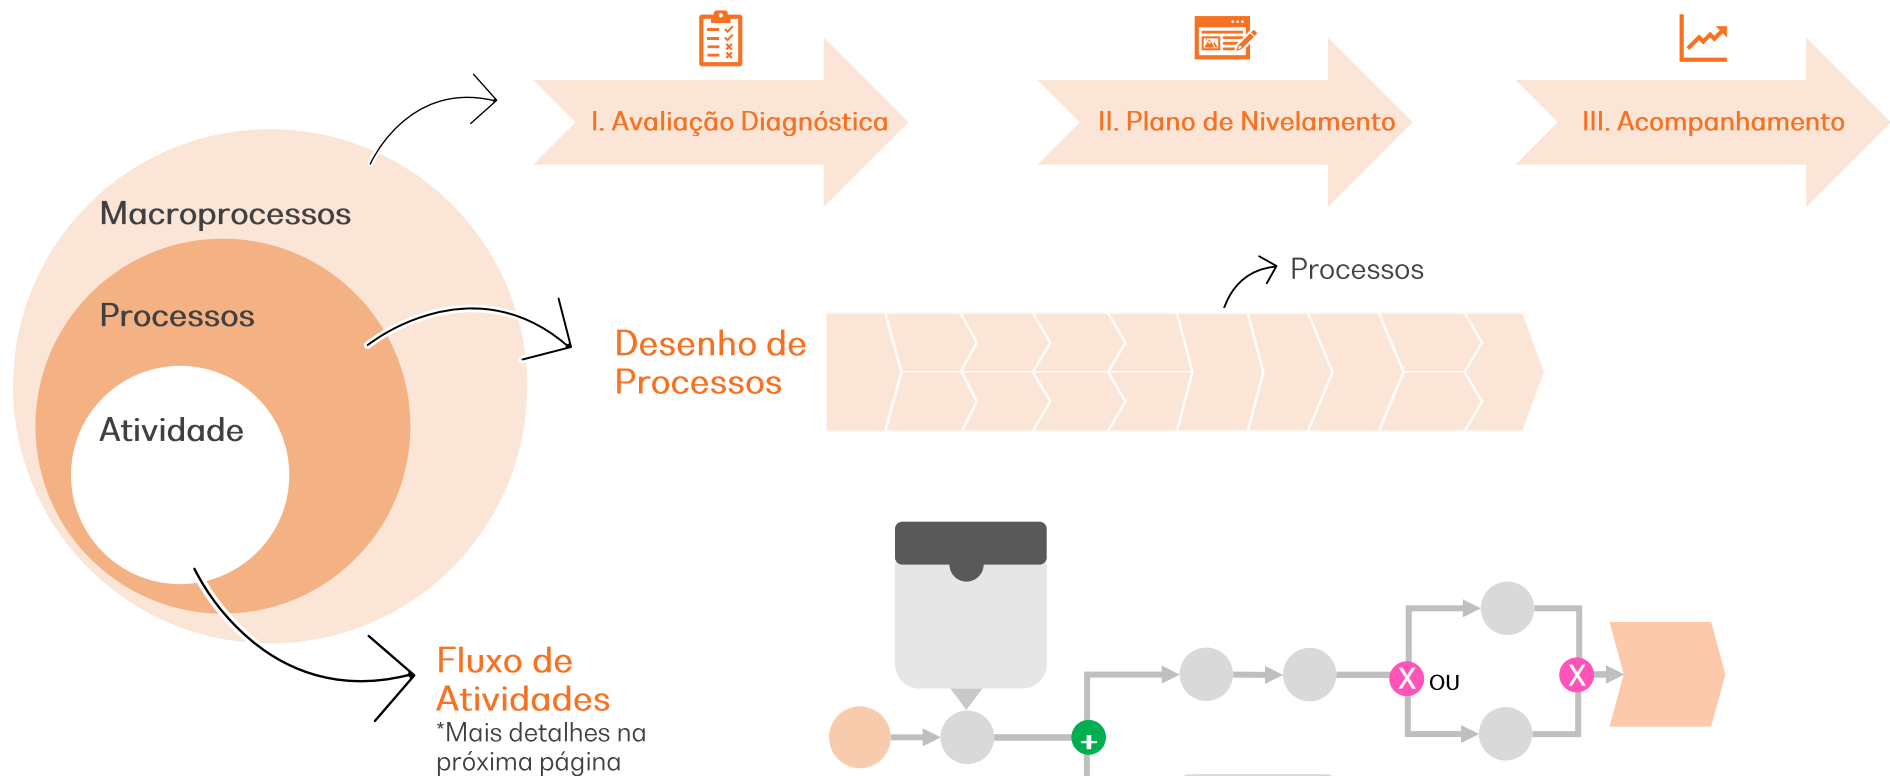 I. Avaliação Diagnóstica
II. Plano de Nivelamento
III. Acompanhamento
Macroprocessos
Processos
Atividade
Processos
Desenho de
Processos
Fluxo de
Atividades
*Mais detalhes na
próxima página
X
OU
X
+